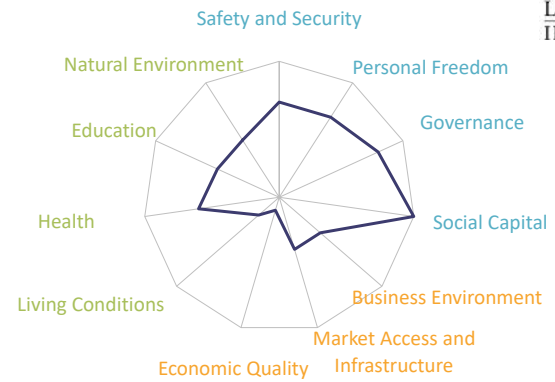 Safety and Security
Natural Environment
Personal Freedom
Education
Governance
Health
Social Capital
Living Conditions
Business Environment
Economic Quality
Market Access and
Infrastructure